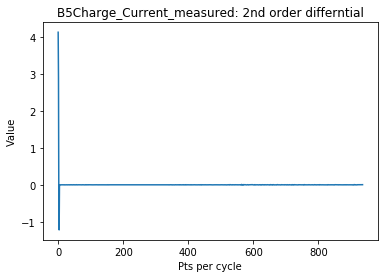 B5Charge_Current_measured: 2nd order differntial
Value
4
3
2
1
0
−1
0 200 400 600 800
Pts per cycle